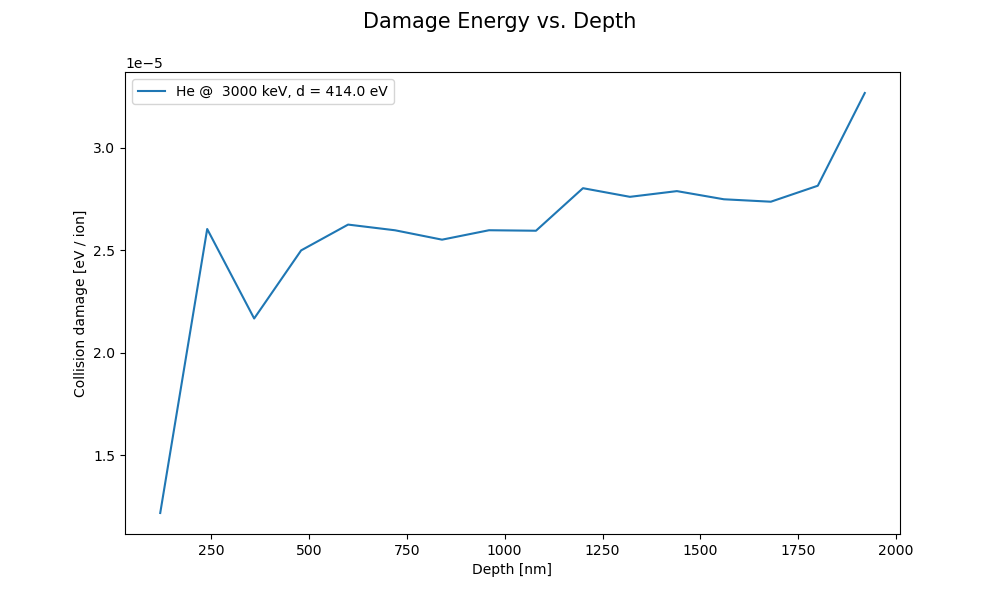 Damage Energy vs. Depth
1e−5
He @  3000 keV, d = 414.0 eV
3.0
2.5
2.0
1.5
Collision damage [eV / ion]
250 500 750 1000 1250 1500 1750 2000
Depth [nm]